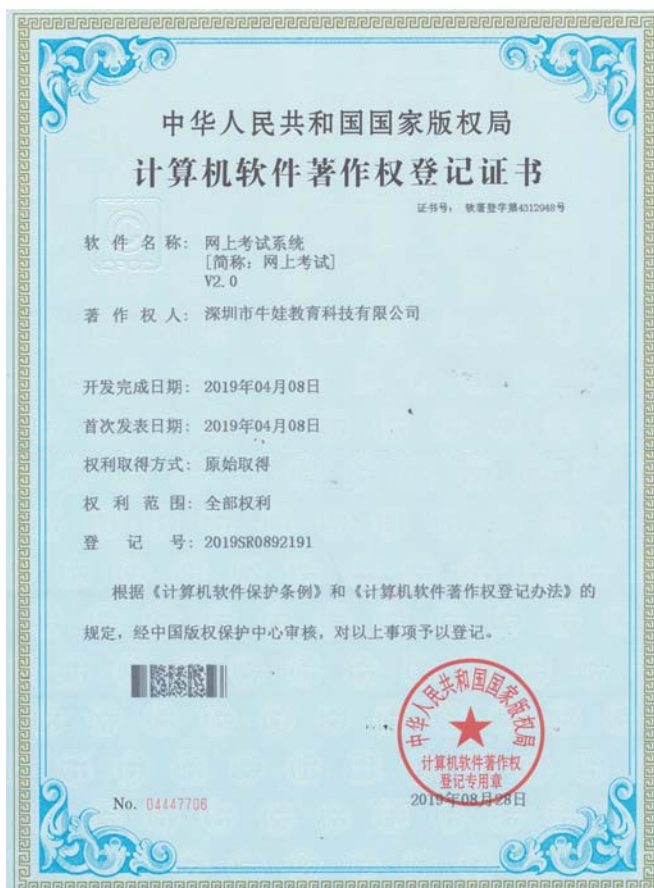 中华人民共和国国家版权局
计算机软件著作权登记证书
证书号： 软著登字第4312948号
软件名称： 网上考试系统
[简称：网上考试]
V2.0
著作权人： 深圳市牛娃教育科技有限公司
开发完成日期： 2019年04月08日
首次发表日期： 2019年04月08日
权利取得方式： 原始取得
权利范围： 全部权利
登记号： 2019SR0892191
根据《计算机软件保护条例》和《计算机软件著作权登记办法》的
规定，经中国版权保护中心审核，对以上事项予以登记。
中华人民共和国国家版权局
计算机软件著作权
登记专用章
No. 04447706
2019年08月28日